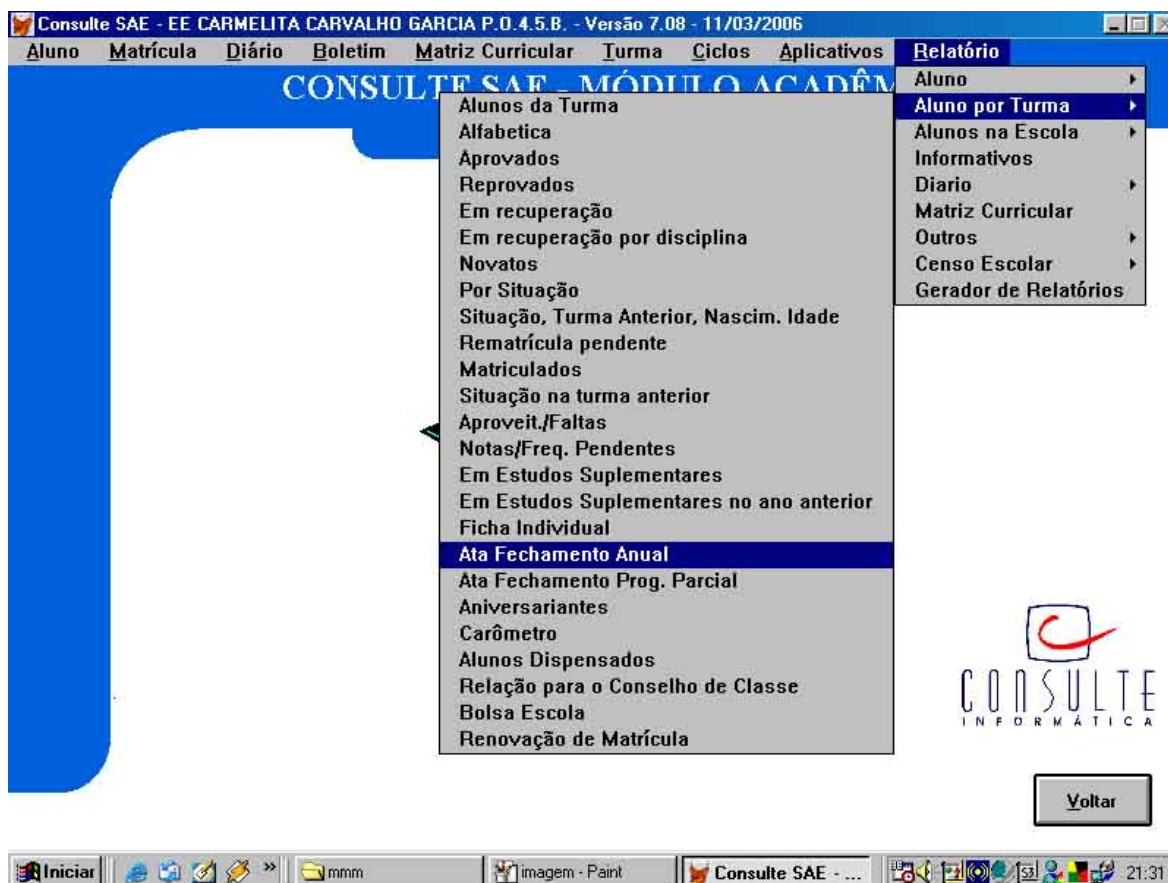 Consulte SAE - EE CARMELITA CARVALHO GARCIA P.O.4.5.B. - Versão 7.08 - 11/03/2006
Aluno Matrícula Diário Boletim Matriz Curricular Turma Ciclos Aplicativos Relatório
CONSULTE SAE - MÓDULO ACADÊM
Aluno
Aluno por Turma
Alunos na Escola
Informativos
Diario
Matriz Curricular
Outros
Censo Escolar
Gerador de Relatórios
Alunos da Turma
Alfabetica
Aprovados
Reprovados
Em recuperação
Em recuperação por disciplina
Novatos
Por Situação
Situação, Turma Anterior, Nascim. Idade
Rematrícula pendente
Matriculados
Situação na turma anterior
Aproveit./Faltas
Notas/Freq. Pendentes
Em Estudos Suplementares
Em Estudos Suplementares no ano anterior
Ficha Individual
Ata Fechamento Anual
Ata Fechamento Prog. Parcial
Aniversariantes
Carômetro
Alunos Dispensados
Relação para o Conselho de Classe
Bolsa Escola
Renovação de Matrícula
CONSULTE
INFORMÁTICA
Voltar
Iniciar » mmm imagem - Paint Consulte SAE - ... 21:31